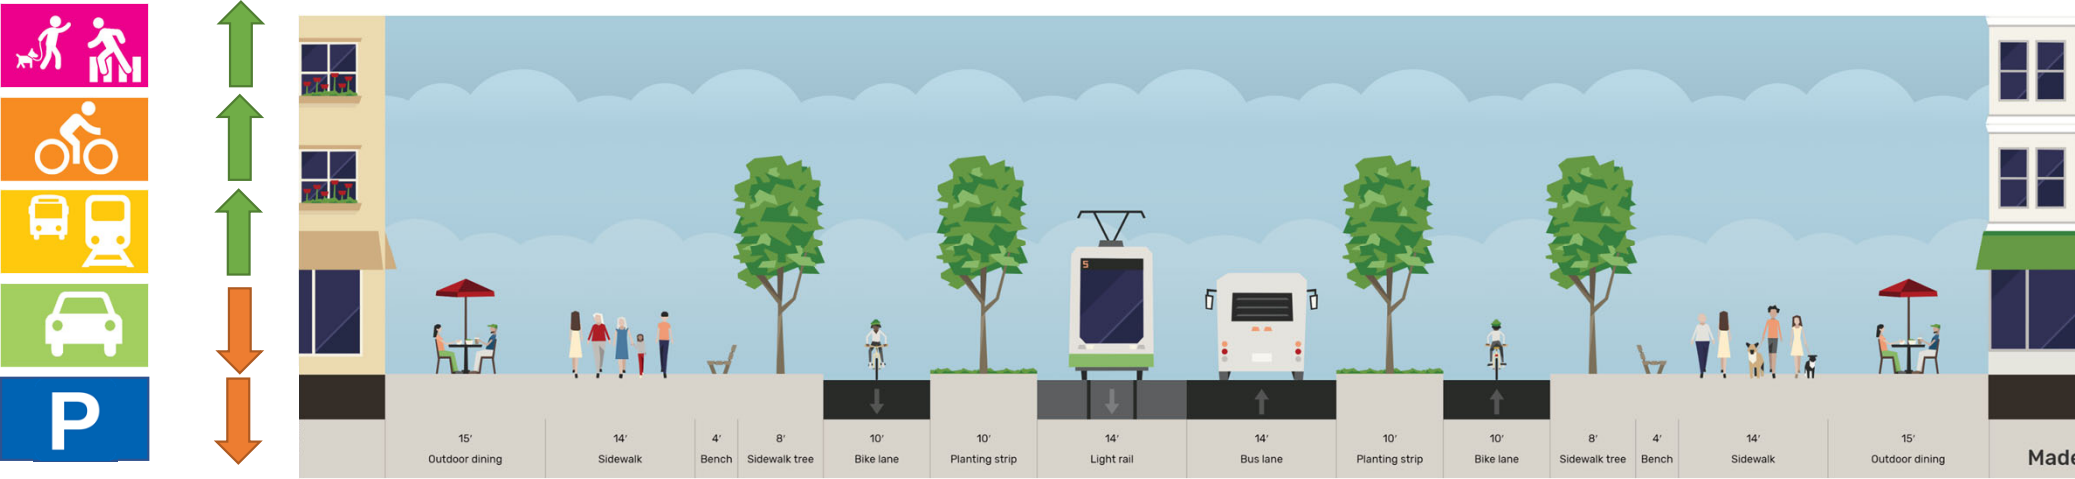 P
5
15' 14' 4' 8' 10' 10' 14' 14' 10' 10' 8' 4' 14' 15'
Outdoor dining Sidewalk Bench Sidewalk tree Bike lane Planting strip Light rail Bus lane Planting strip Bike lane Sidewalk tree Bench Sidewalk Outdoor dining
Made